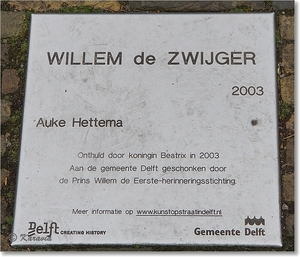 WILLEM de ZWIJGER
2003
Auke Hettema
Onthuld door koningin Beatrix in 2003
Aan de gemeente Delft geschonken door
de Prins Willem de Eerste-herinneringsstichting.
Meer informatie op www.kunstopstraatindelft.nl
Delft CREATING HISTORY
Gemeente Delft
© Karavia